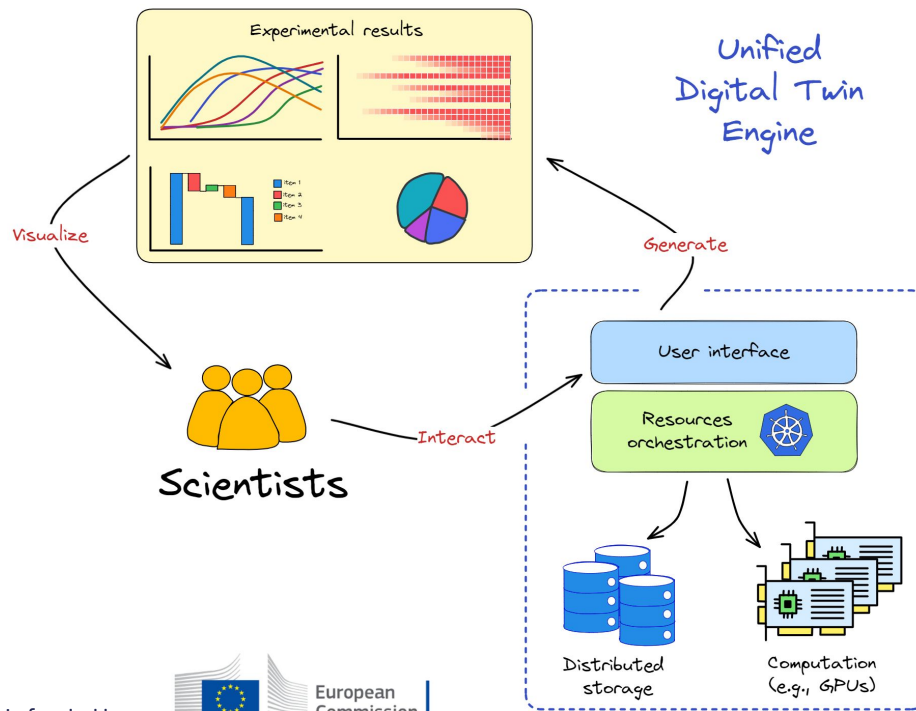 Experimental results
Unified
Digital Twin
Engine
Item 1
Item 2
Item 3
Item 4
Visualize
Generate
User interface
Resources
orchestration
Interact
Scientists
Distributed
storage
Computation
(e.g., GPUs)
European
Commission